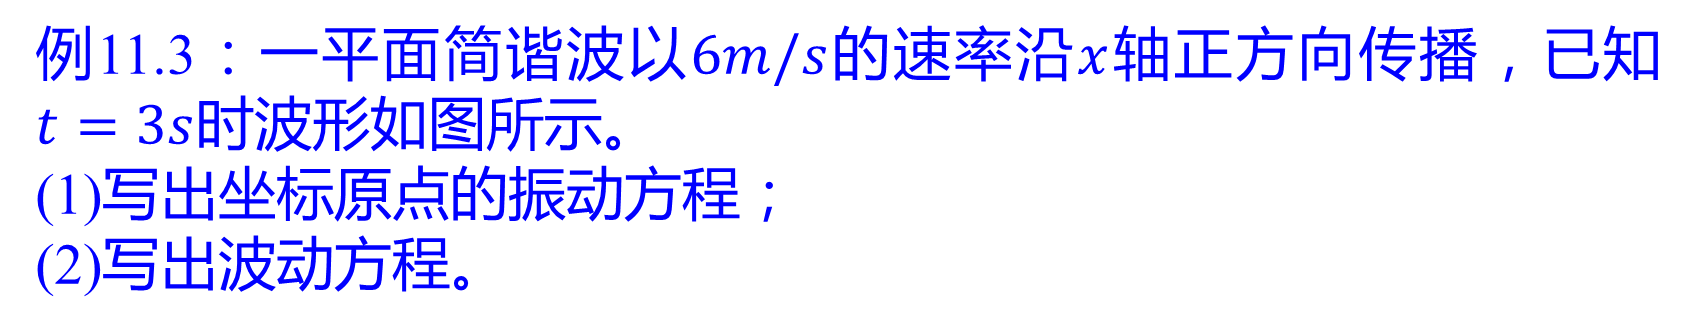 例11.3：一平面简谐波以6m/s的速率沿x轴正方向传播，已知
t = 3s时波形如图所示。
(1)写出坐标原点的振动方程；
(2)写出波动方程。